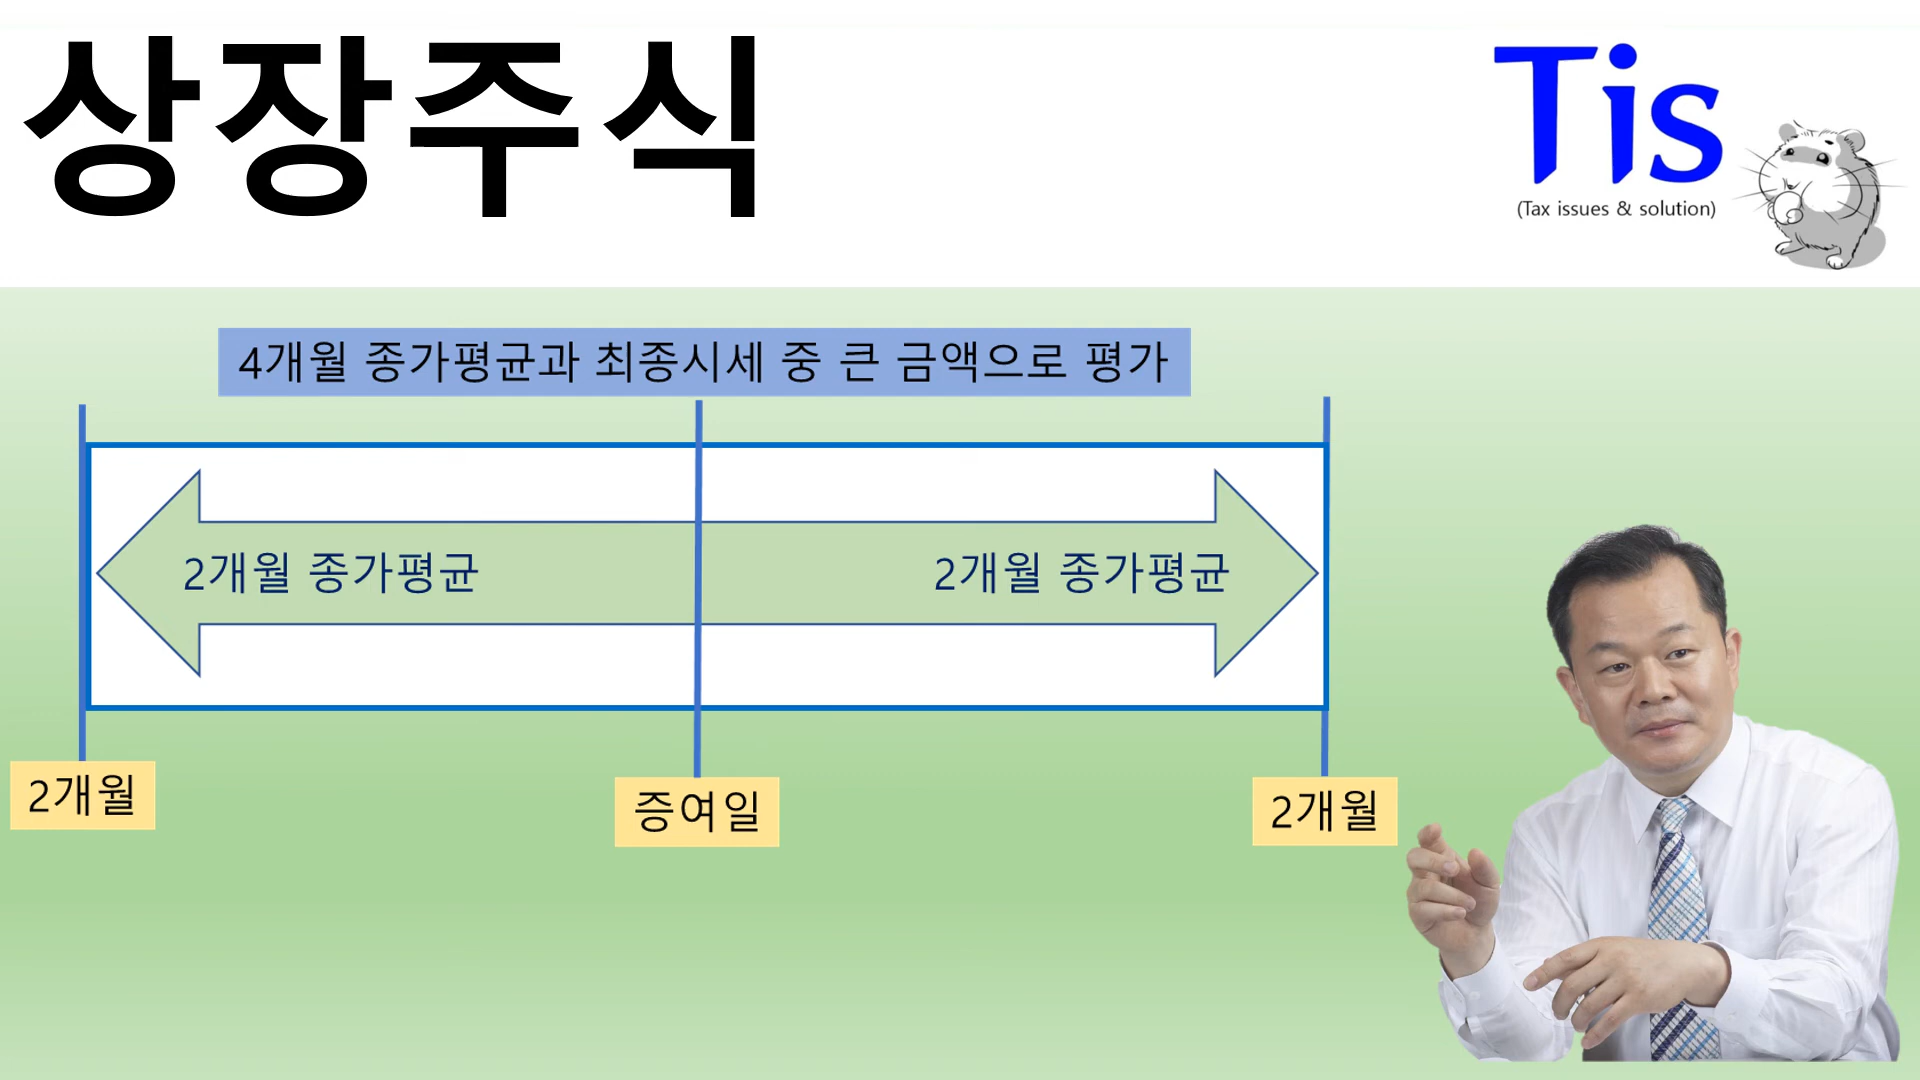 상장주식
Tis
(Tax issues & solution)
4개월 종가평균과 최종시세 중 큰 금액으로 평가
2개월 종가평균
2개월 종가평균
2개월
증여일
2개월